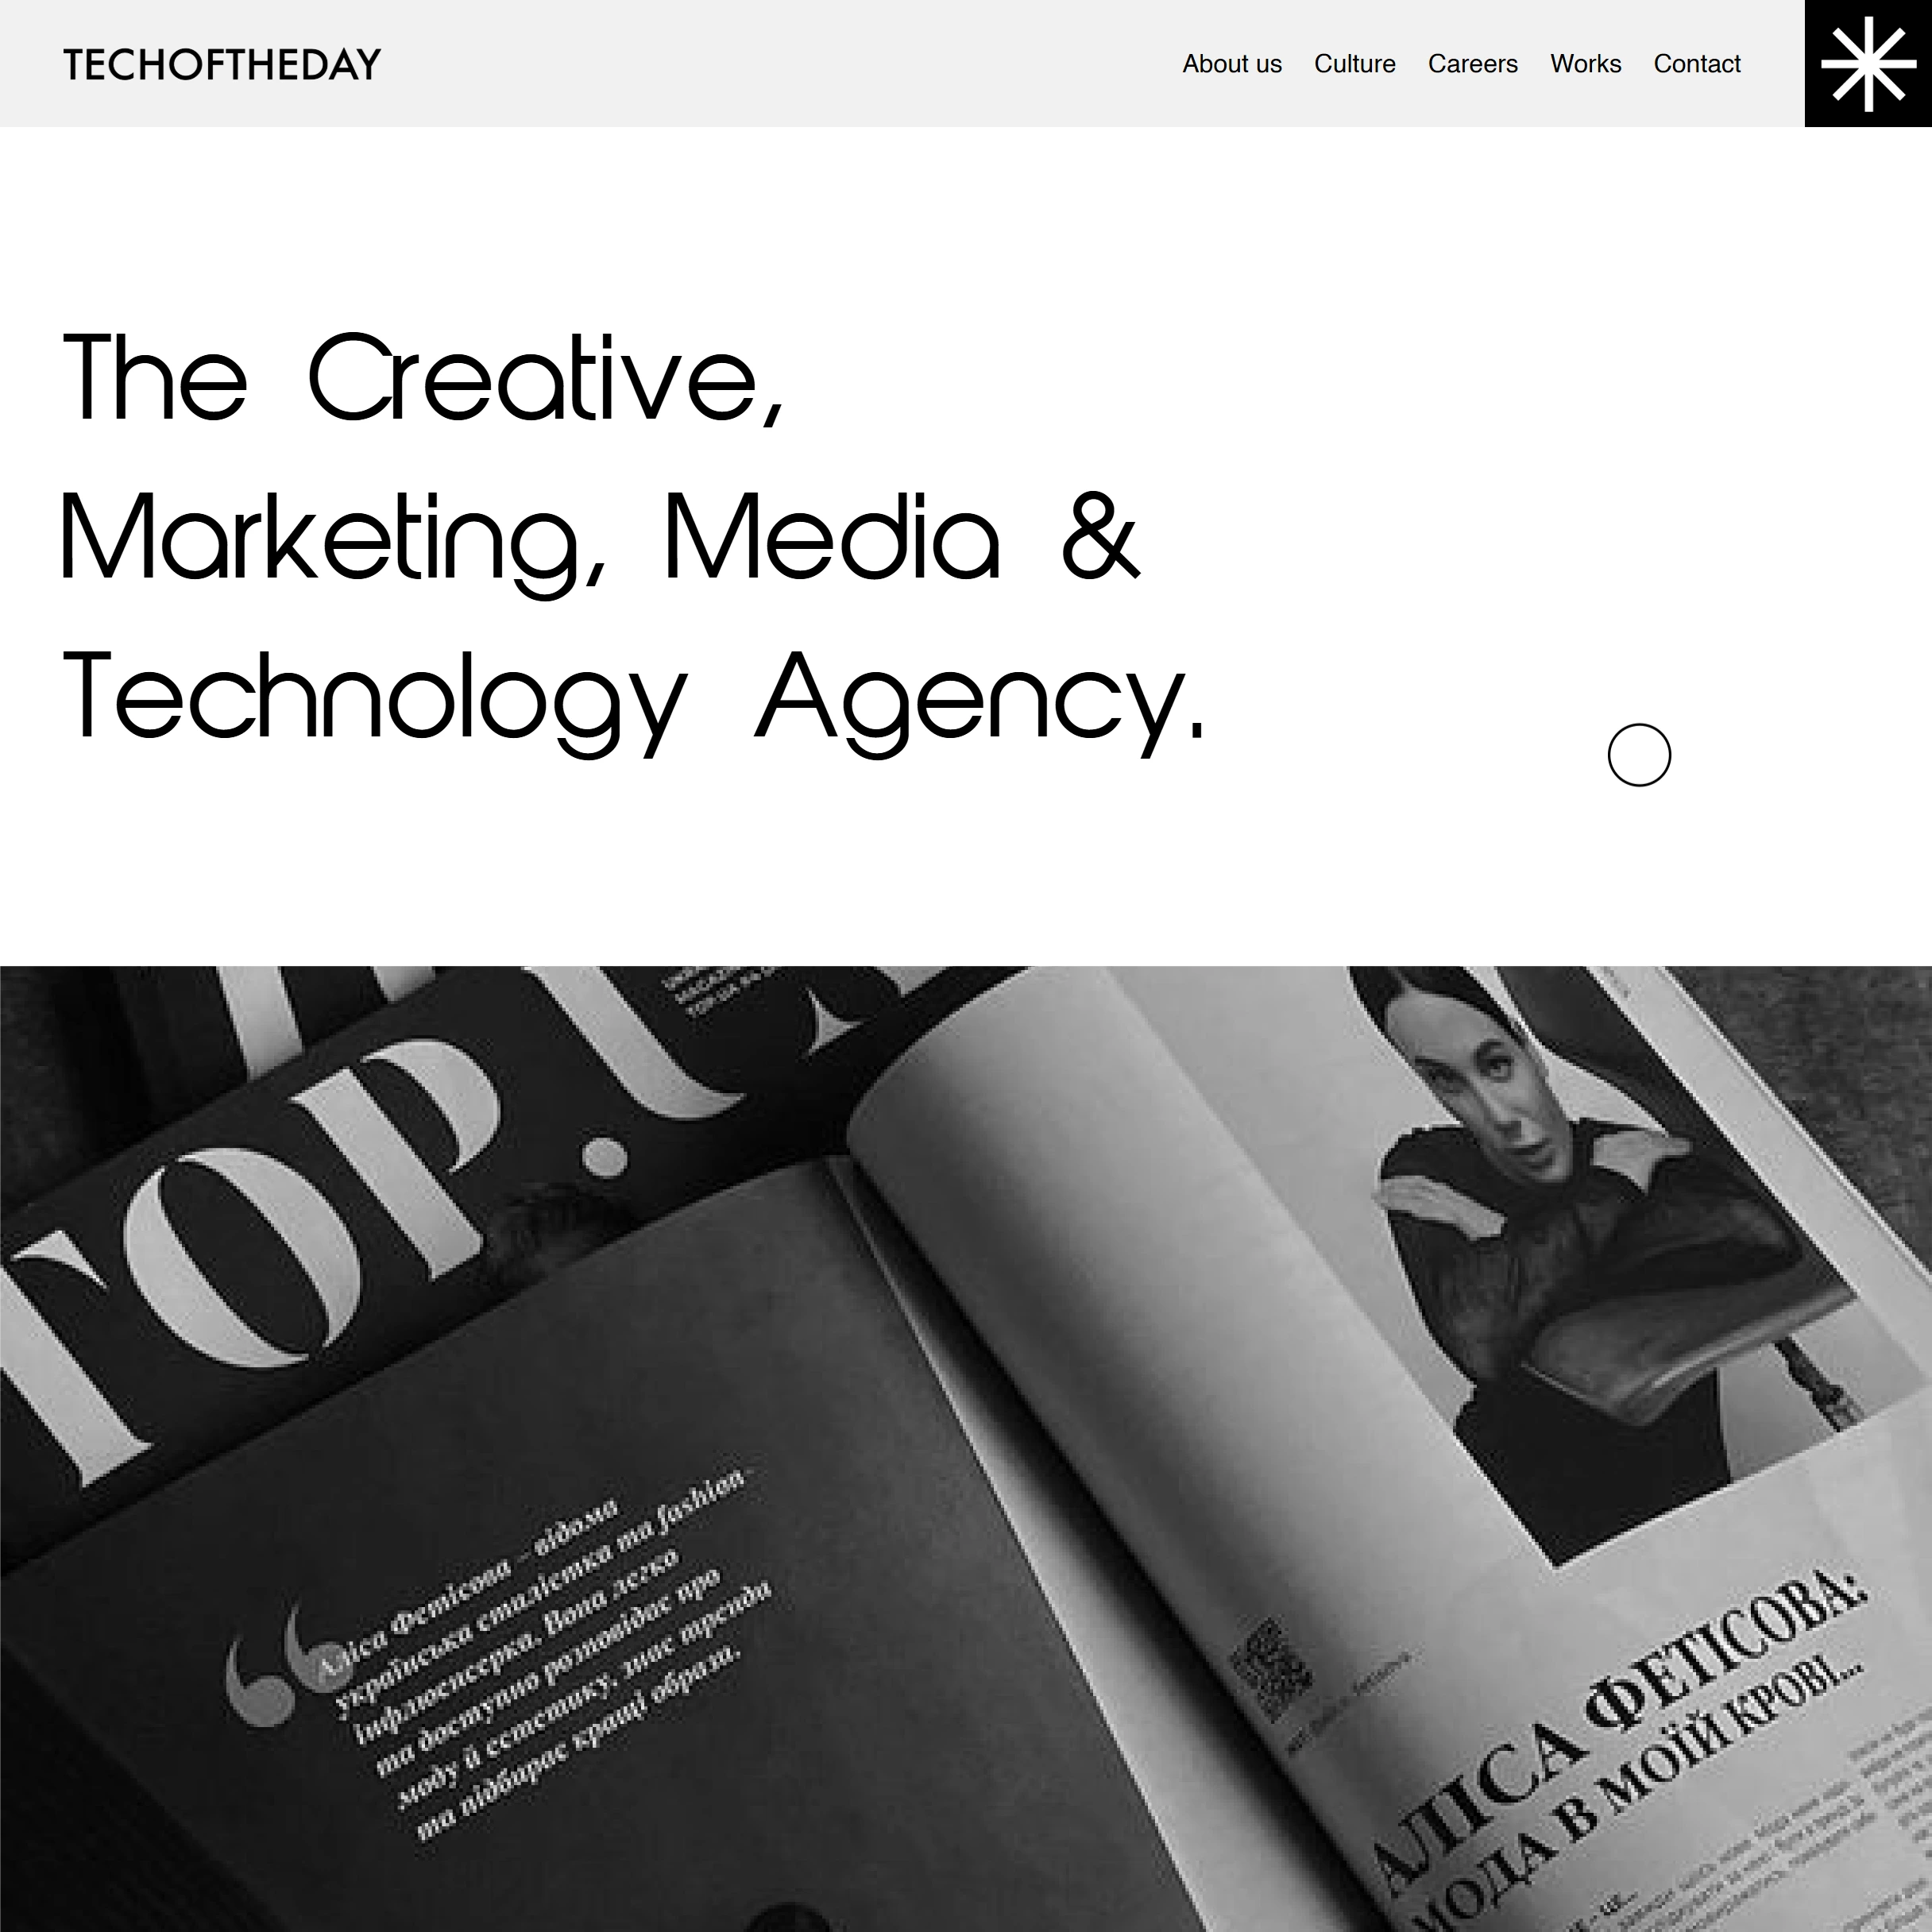 TECHOFTHEDAY
About us Culture Careers Works Contact
The Creative,
Marketing, Media &
Technology Agency.
TOP.U
MAGAZINE
Аліса Фетісова – відома
українська стилістка та fashion-
інфлюенсерка. Вона легко
та доступно розповідає про
моду й естетику, знає тренди
та підбирає кращі образи.
АЛІСА ФЕТІСОВА:
МОДА В МОЇЙ КРОВІ...